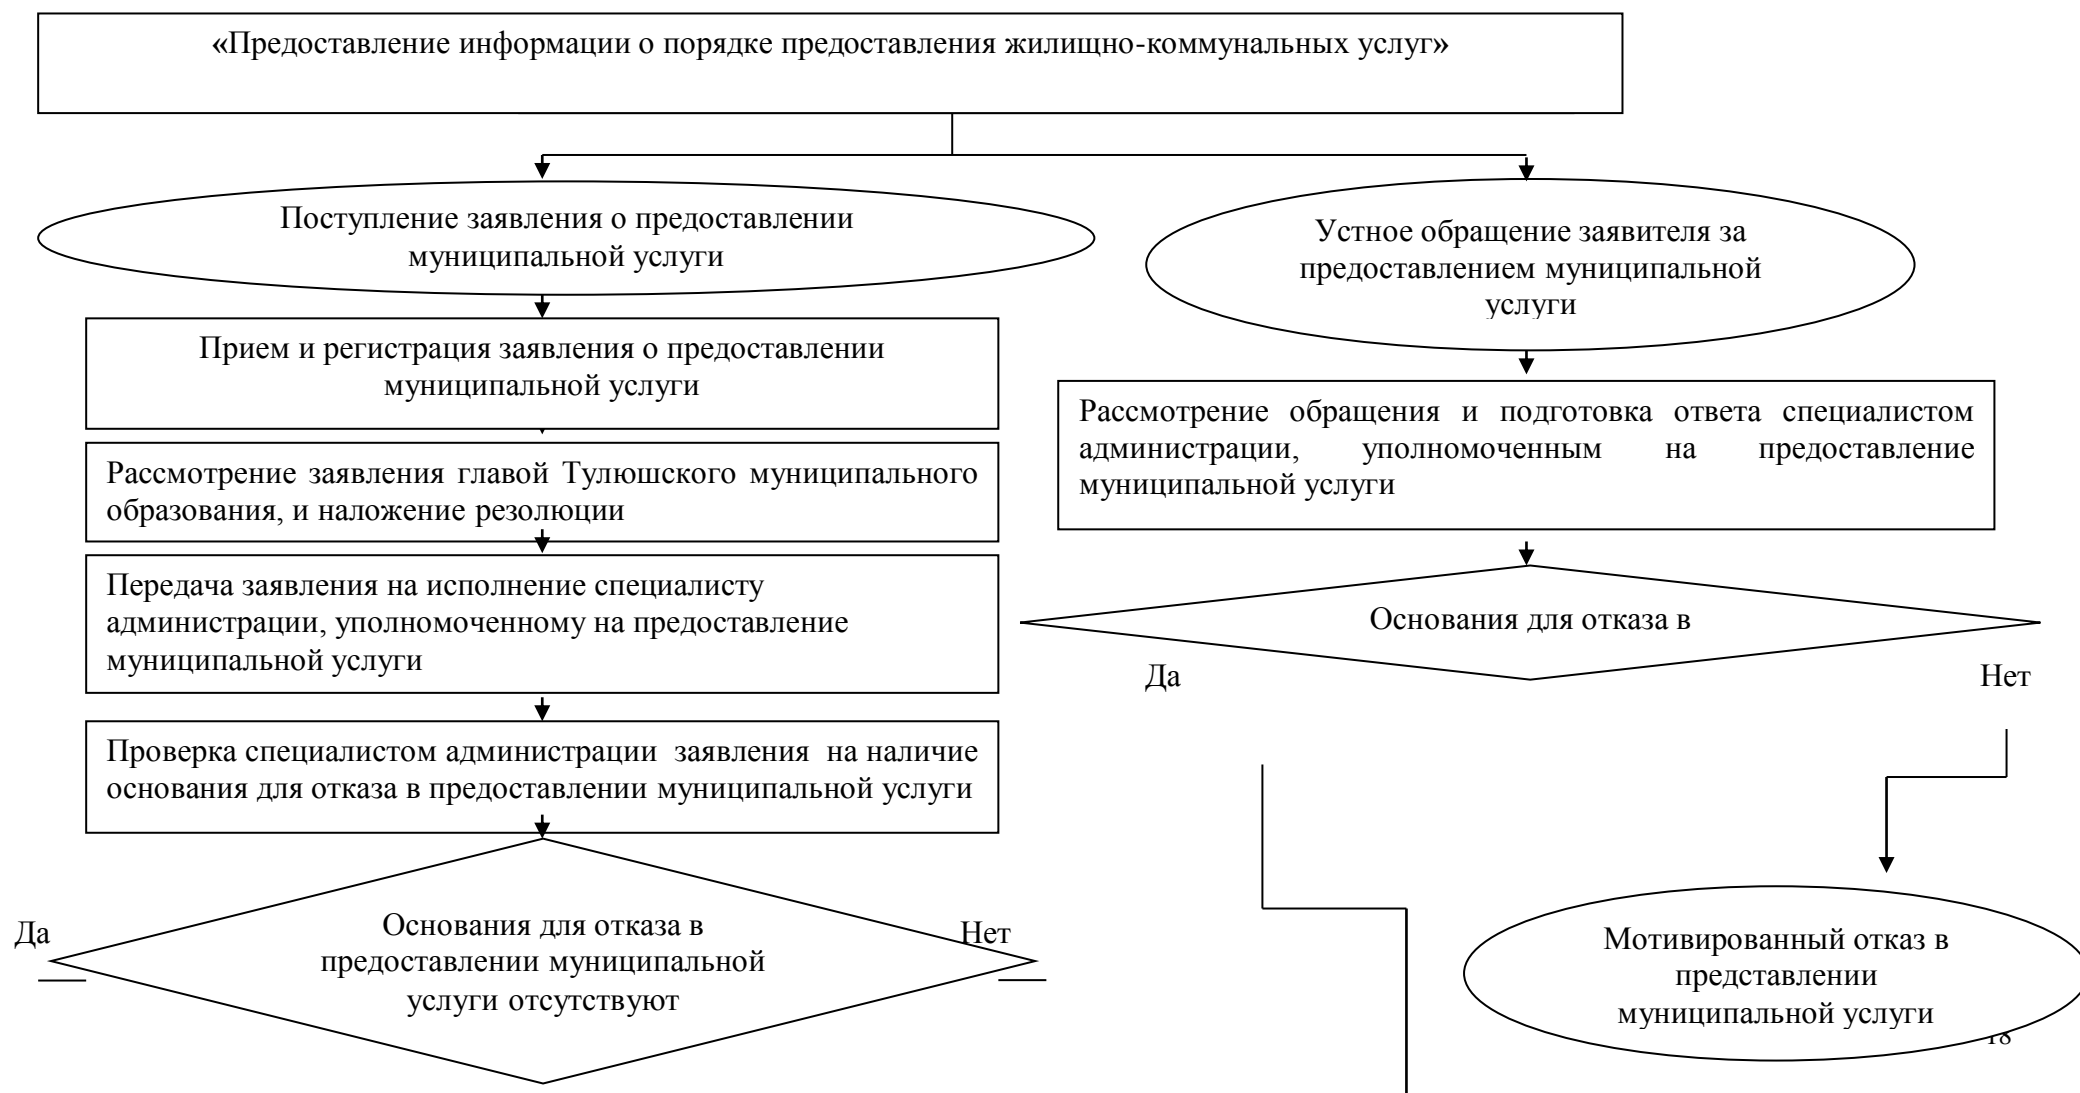 «Предоставление информации о порядке предоставления жилищно-коммунальных услуг»
Поступление заявления о предоставлении
муниципальной услуги
Устное обращение заявителя за
предоставлением муниципальной
услуги
Прием и регистрация заявления о предоставлении
муниципальной услуги
Рассмотрение обращения и подготовка ответа специалистом
администрации, уполномоченным на предоставление
муниципальной услуги
Рассмотрение заявления главой Тулюшского муниципального
образования, и наложение резолюции
Передача заявления на исполнение специалисту
администрации, уполномоченному на предоставление
муниципальной услуги
Основания для отказа в
Да
Нет
Проверка специалистом администрации заявления на наличие
основания для отказа в предоставлении муниципальной услуги
Да
Основания для отказа в
предоставлении муниципальной
услуги отсутствуют
Нет
Мотивированный отказ в
представлении
муниципальной услуги
18